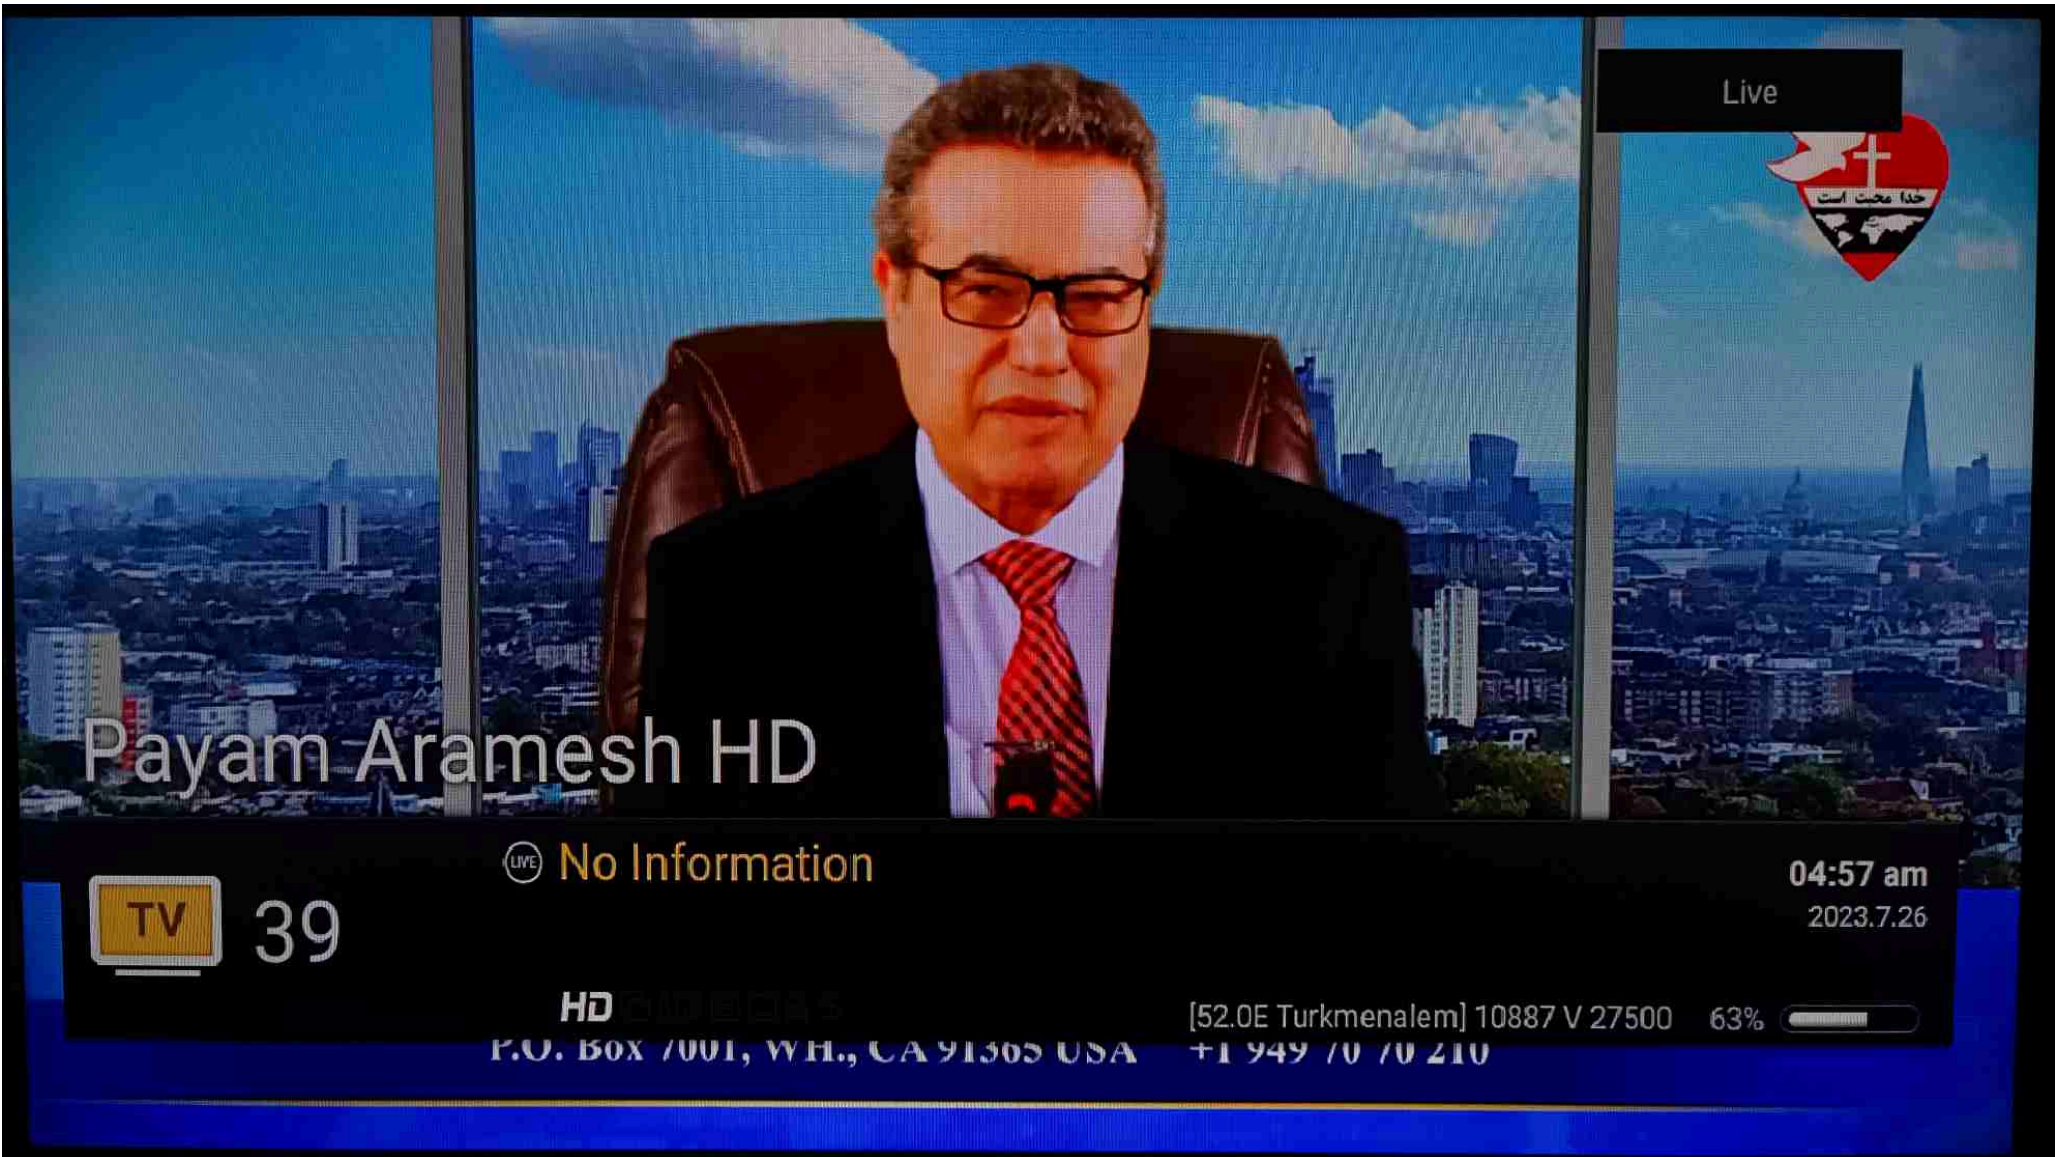 Live
خدا محبت است
Payam Aramesh HD
LIVE No Information
04:57 am
TV 39
2023.7.26
HD
[52.0E Turkmenalem] 10887 V 27500 63%
P.O. Box 7001, WH., CA 91365 USA +1 949 70 70 210